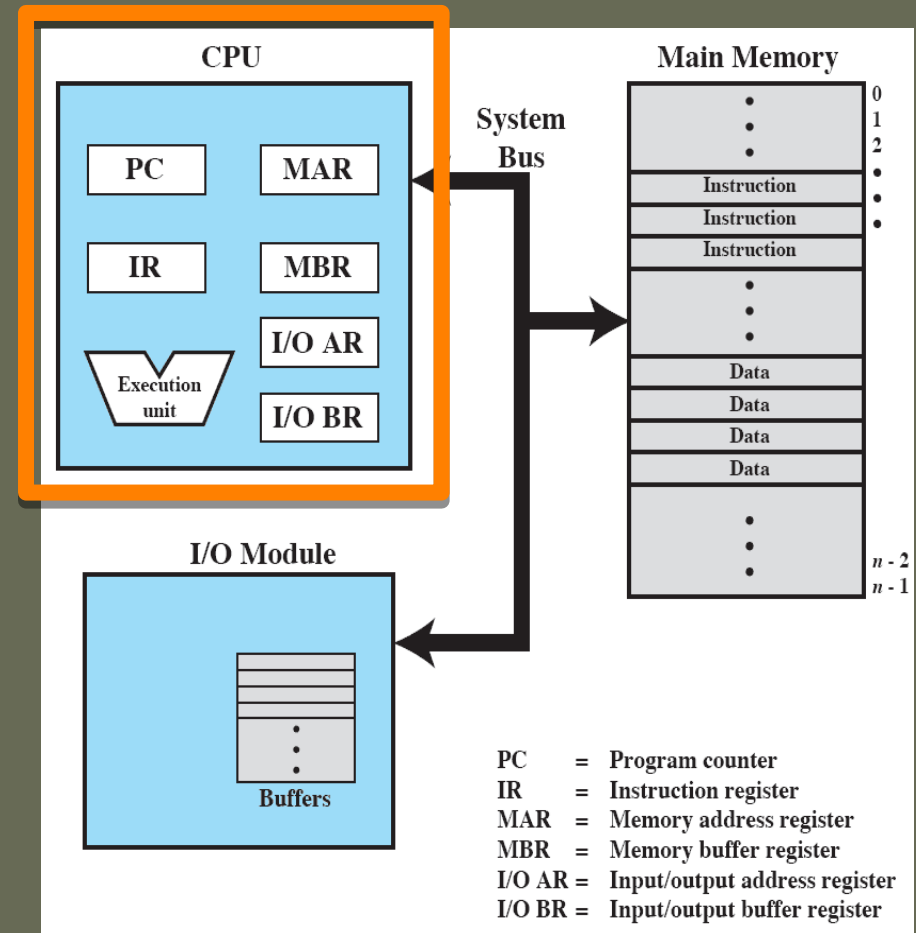 CPU
PC
MAR
IR
MBR
I/O AR
Execution
unit
I/O BR
System
Bus
Main Memory
0
1
2
Instruction
Instruction
Instruction
Data
Data
Data
Data
n - 2
n - 1
I/O Module
Buffers
PC = Program counter
IR = Instruction register
MAR = Memory address register
MBR = Memory buffer register
I/O AR = Input/output address register
I/O BR = Input/output buffer register